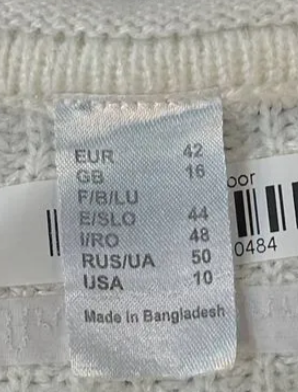 EUR 42
GB 16
F/B/LU
E/SLO 44
I/RO 48
RUS/UA 50
USA 10
Made in Bangladesh
oor
0484